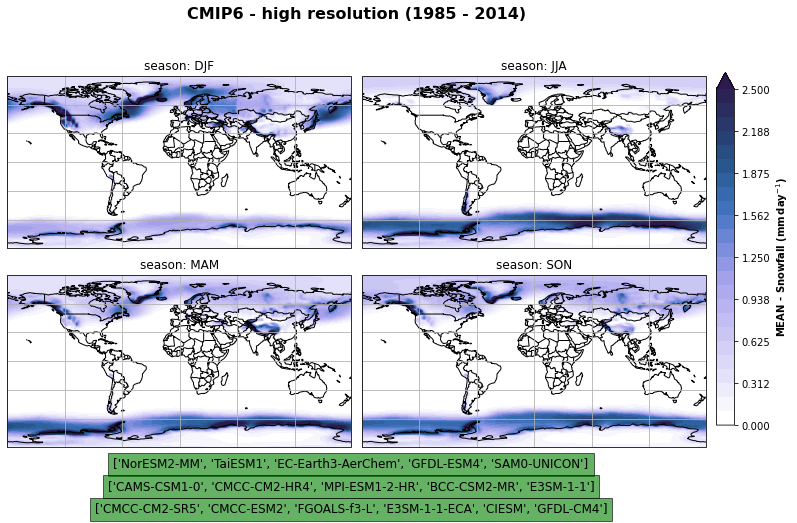 CMIP6 - high resolution (1985 - 2014)
season: DJF
season: JJA
season: MAM
season: SON
2.500
2.188
1.875
1.562
1.250
0.938
0.625
0.312
0.000
MEAN - Snowfall (mm day⁻¹)
['NorESM2-MM', 'TaiESM1', 'EC-Earth3-AerChem', 'GFDL-ESM4', 'SAM0-UNICON']
['CAMS-CSM1-0', 'CMCC-CM2-HR4', 'MPI-ESM1-2-HR', 'BCC-CSM2-MR', 'E3SM-1-1']
['CMCC-CM2-SR5', 'CMCC-ESM2', 'FGOALS-f3-L', 'E3SM-1-1-ECA', 'CIESM', 'GFDL-CM4']